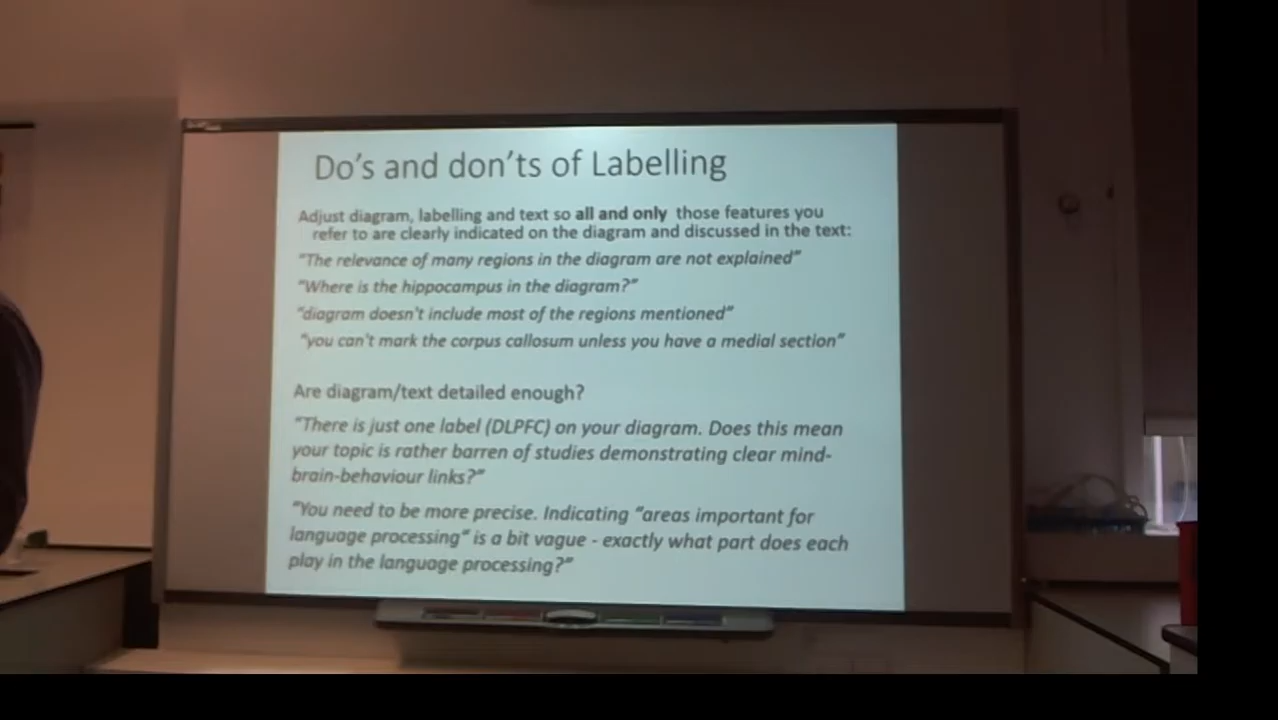 Do's and don'ts of Labelling
Adjust diagram, labelling and text so all and only those features you
refer to are clearly indicated on the diagram and discussed in the text:
"The relevance of many regions in the diagram are not explained"
"Where is the hippocampus in the diagram?"
"diagram doesn't include most of the regions mentioned"
"you can't mark the corpus callosum unless you have a medial section"
Are diagram/text detailed enough?
"There is just one label (DLPFC) on your diagram. Does this mean
your topic is rather barren of studies demonstrating clear mind-
brain-behaviour links?"
"You need to be more precise. Indicating "areas important for
language processing" is a bit vague - exactly what part does each
play in the language processing?"